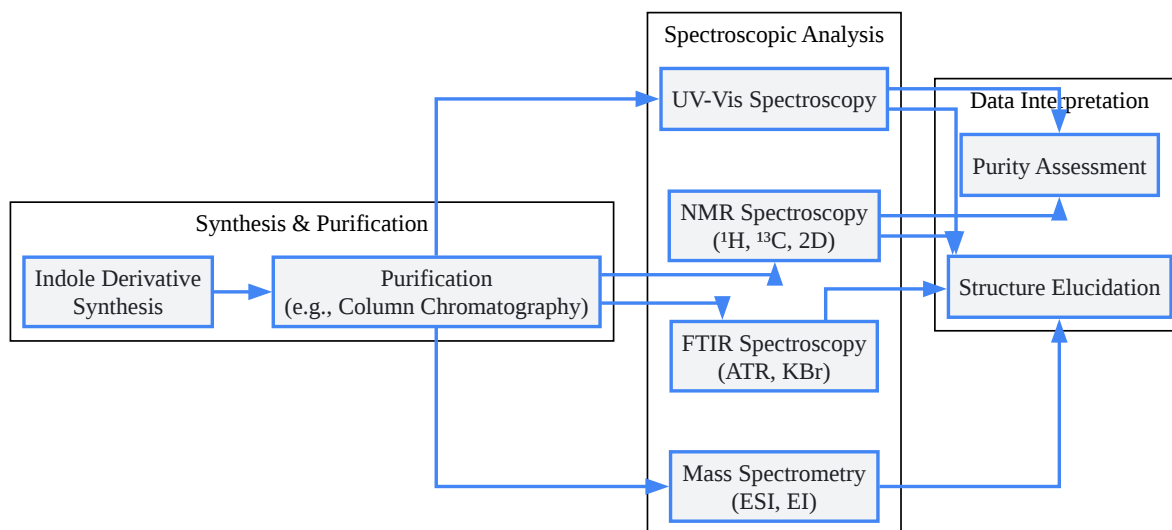 Synthesis & Purification
Indole Derivative
Synthesis
Purification
(e.g., Column Chromatography)
Spectroscopic Analysis
UV-Vis Spectroscopy
NMR Spectroscopy
(¹H, ¹³C, 2D)
FTIR Spectroscopy
(ATR, KBr)
Mass Spectrometry
(ESI, EI)
Data Interpretation
Purity Assessment
Structure Elucidation